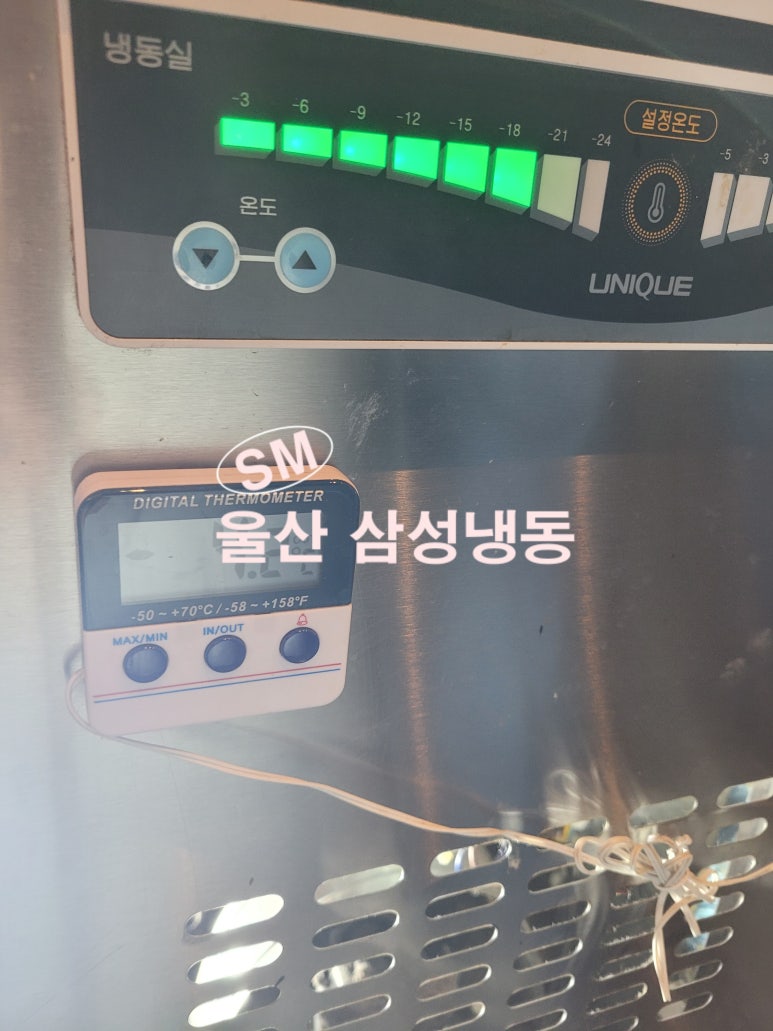 냉동실
-3 -6 -9 -12 -15 -18 -21 -24
설정온도
-5 -3
온도
UNIQUE
SM
DIGITAL THERMOMETER
울산 삼성냉동
-50 ~ +70°C / -58 ~ +158°F
MAX/MIN IN/OUT